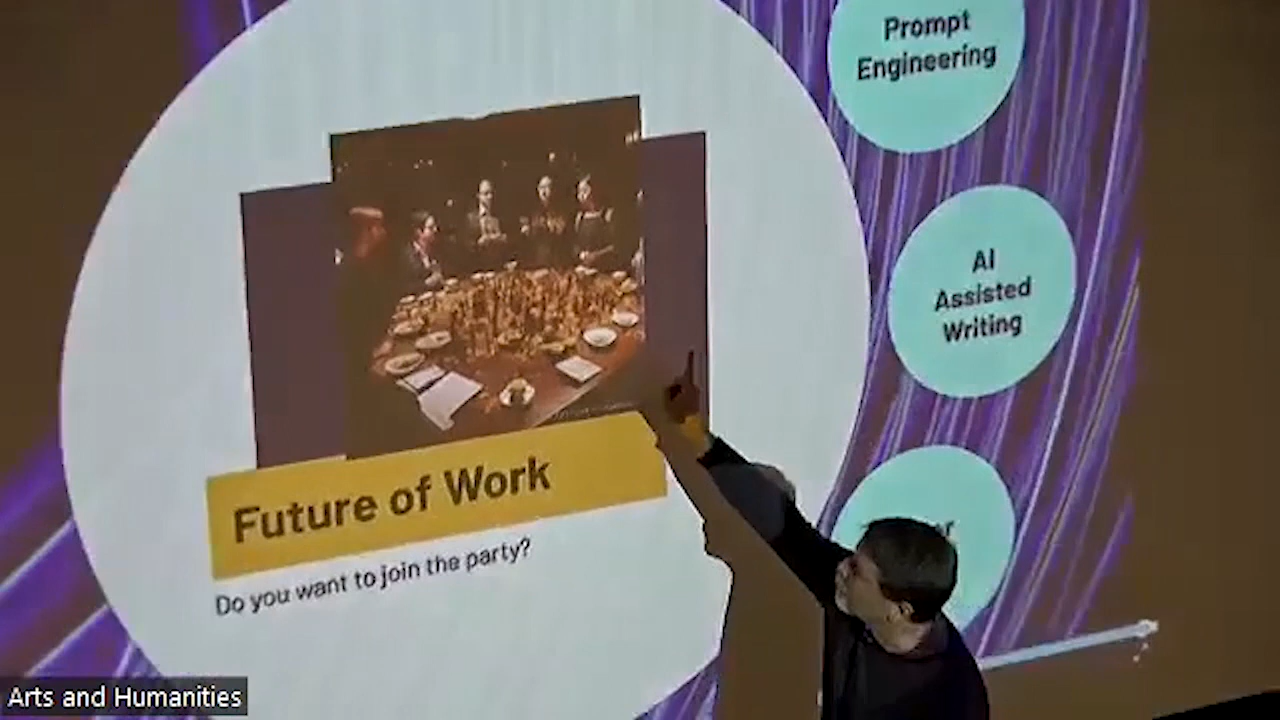 Prompt
Engineering
AI
Assisted
Writing
Future of Work
Do you want to join the party?
Arts and Humanities